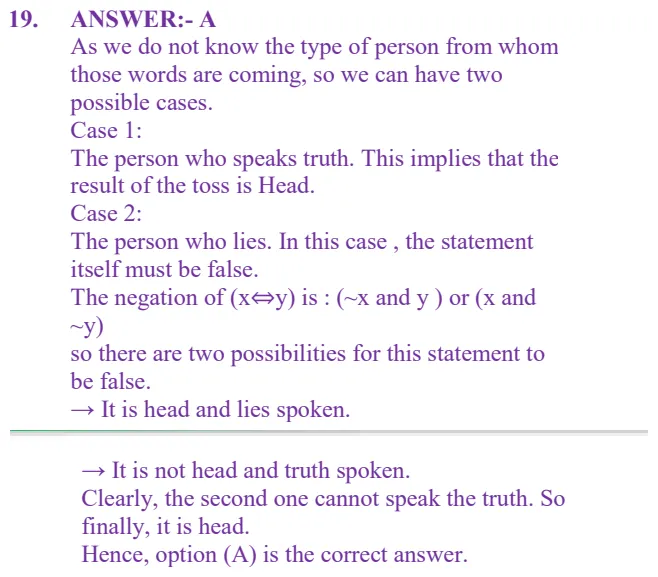 19. ANSWER:- A
As we do not know the type of person from whom
those words are coming, so we can have two
possible cases.
Case 1:
The person who speaks truth. This implies that the
result of the toss is Head.
Case 2:
The person who lies. In this case , the statement
itself must be false.
The negation of (x⇔y) is : (~x and y ) or (x and
~y)
so there are two possibilities for this statement to
be false.
→ It is head and lies spoken.
→ It is not head and truth spoken.
Clearly, the second one cannot speak the truth. So
finally, it is head.
Hence, option (A) is the correct answer.